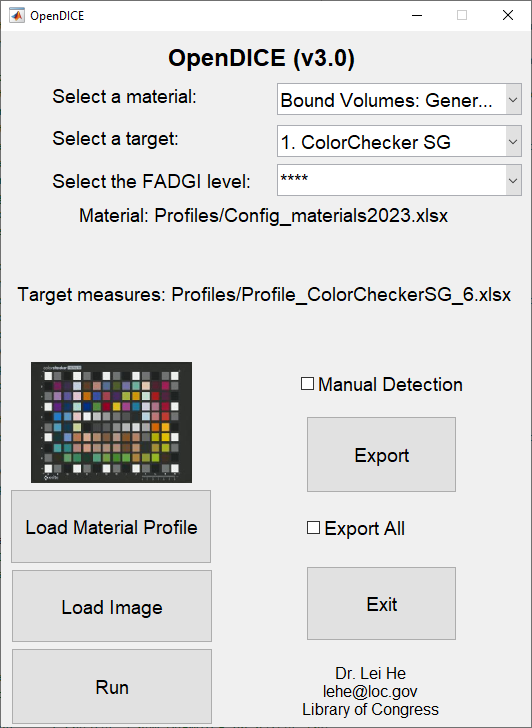 OpenDICE
OpenDICE (v3.0)
Select a material:
Bound Volumes: Gener...
Select a target:
1. ColorChecker SG
Select the FADGI level:
****
Material: Profiles/Config_materials2023.xlsx
Target measures: Profiles/Profile_ColorCheckerSG_6.xlsx
Manual Detection
Export
Load Material Profile
Export All
Load Image
Exit
Run
Dr. Lei He
lehe@loc.gov
Library of Congress